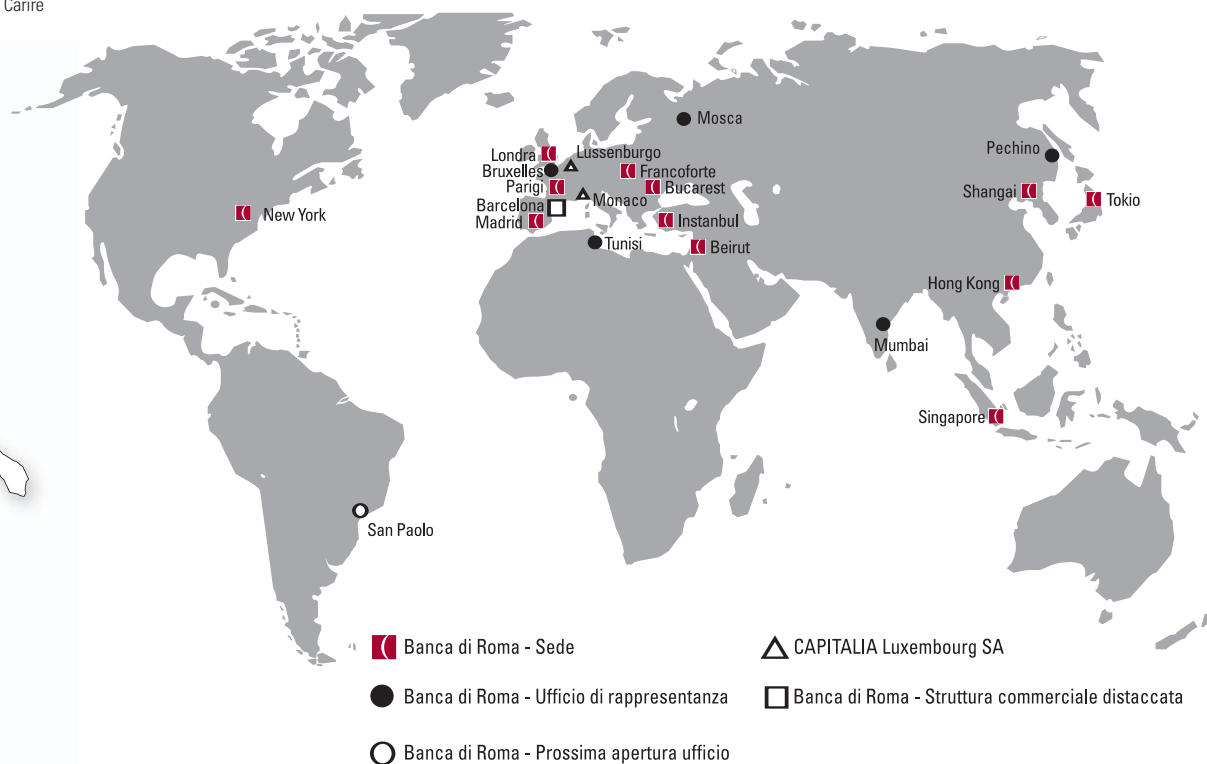 Carire
Mosca
Londra
Lussenburgo
Bruxelles
Francoforte
Parigi
Bucarest
Monaco
Barcelona
Madrid
Instanbul
Tunisi
Beirut
New York
Pechino
Shangai
Tokio
Hong Kong
Mumbai
Singapore
San Paolo
Banca di Roma - Sede
CAPITALIA Luxembourg SA
Banca di Roma - Ufficio di rappresentanza
Banca di Roma - Struttura commerciale distaccata
Banca di Roma - Prossima apertura ufficio